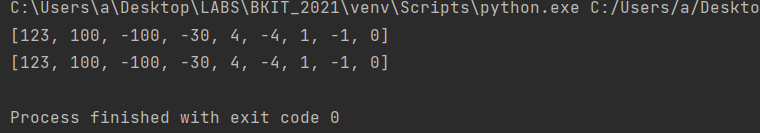 C:\Users\a\Desktop\LABS\BKIT_2021\venv\Scripts\python.exe C:/Users/a/Deskto
[123, 100, -100, -30, 4, -4, 1, -1, 0]
[123, 100, -100, -30, 4, -4, 1, -1, 0]
Process finished with exit code 0